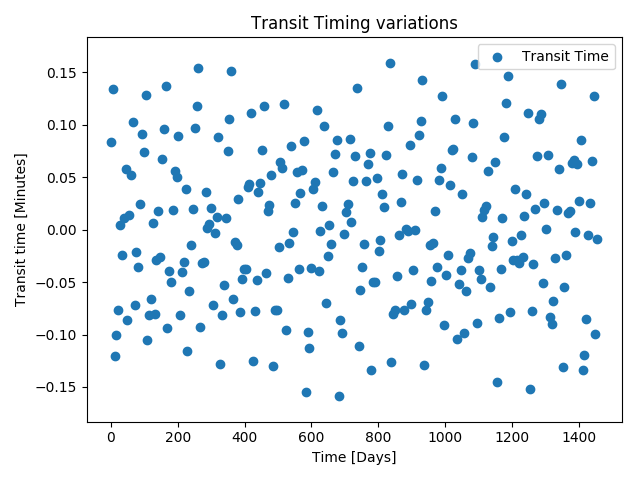 Transit Timing variations
Transit Time
0.15
0.10
0.05
0.00
−0.05
−0.10
−0.15
Transit time [Minutes]
0 200 400 600 800 1000 1200 1400
Time [Days]